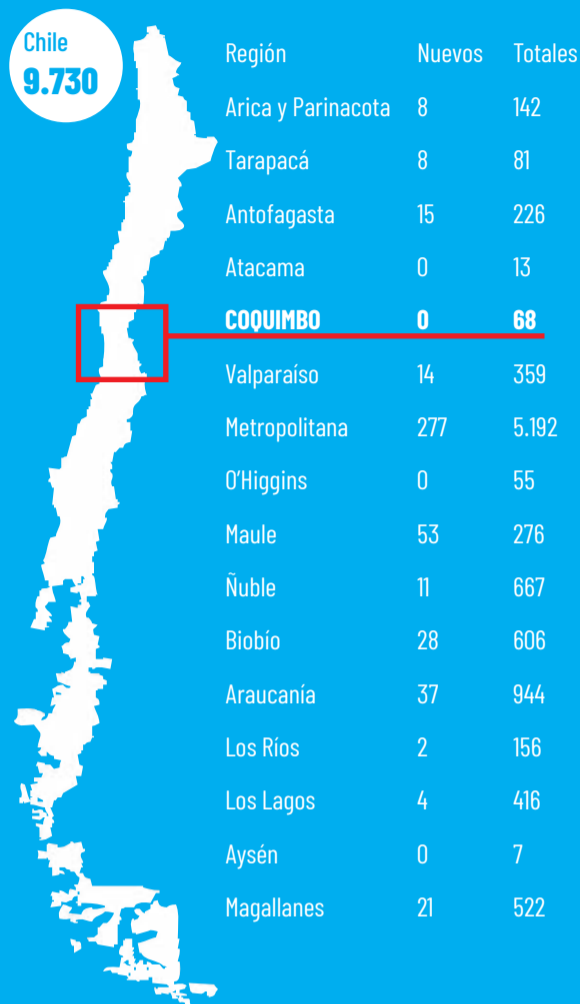 Chile
9.730
Región Nuevos Totales
Arica y Parinacota 8 142
Tarapacá 8 81
Antofagasta 15 226
Atacama 0 13
COQUIMBO 0 68
Valparaíso 14 359
Metropolitana 277 5.192
O'Higgins 0 55
Maule 53 276
Ñuble 11 667
Biobío 28 606
Araucanía 37 944
Los Ríos 2 156
Los Lagos 4 416
Aysén 0 7
Magallanes 21 522